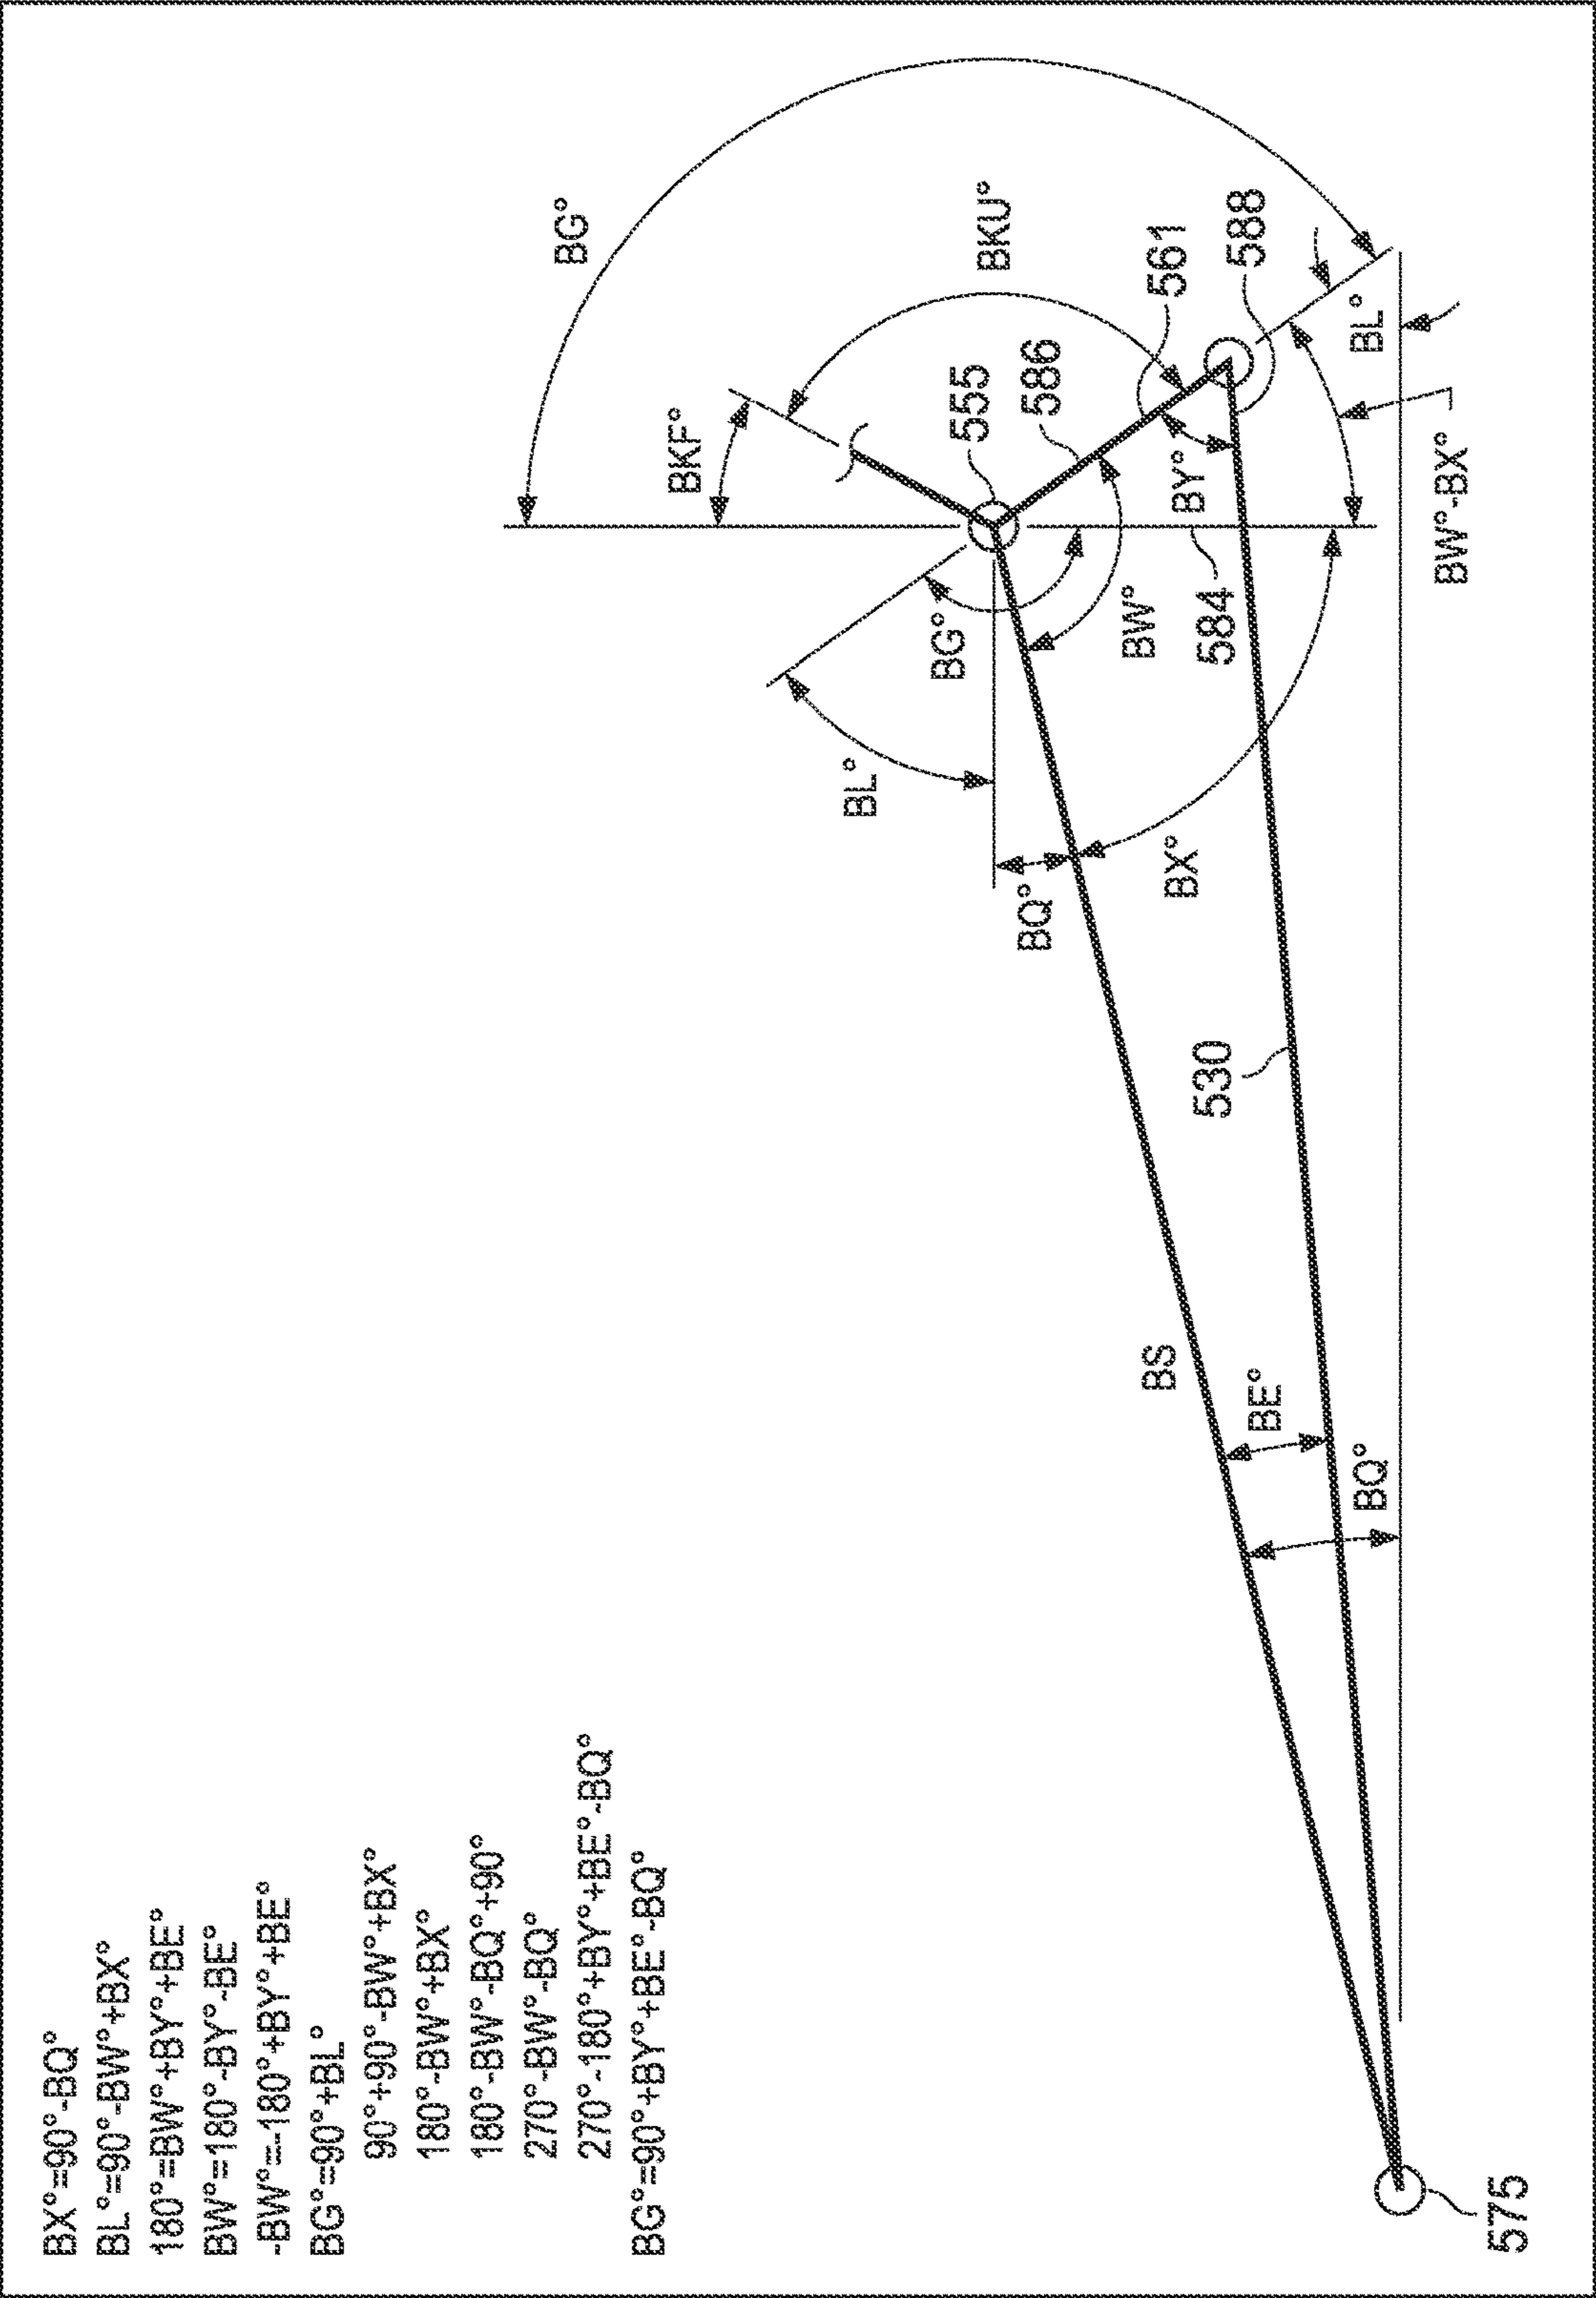 BX°=90°-BQ°
BL°=90°-BW°+BX°
180°=BW°+BY°+BE°
BW°=180°-BY°-BE°
-BW°=-180°+BY°+BE°
BG°=90°+BL°
90°+90°-BW°+BX°
180°-BW°+BX°
180°-BW°-BQ°+90°
270°-BW°-BQ°
270°-180°+BY°+BE°-BQ°
BG°=90°+BY°+BE°-BQ°
BG°
BKF°
BKU°
555
586
561
588
BL°
BG°
BL°
BY°
BW°
584
BW°-BX°
BQ°
BX°
530
BS
BE°
BQ°
575